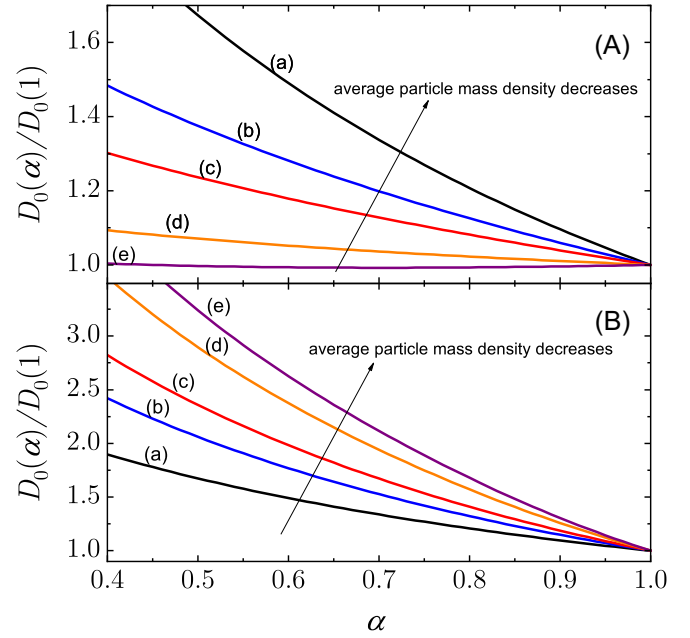 1.6
(A)
(a)
average particle mass density decreases
1.4
(b)
D₀(α)/D₀(1)
(c)
1.2
(d)
1.0
(e)
(e)
(B)
3.0
(d)
average particle mass density decreases
2.5
(c)
D₀(α)/D₀(1)
(b)
2.0
(a)
1.5
1.0
0.4 0.5 0.6 0.7 0.8 0.9 1.0
α